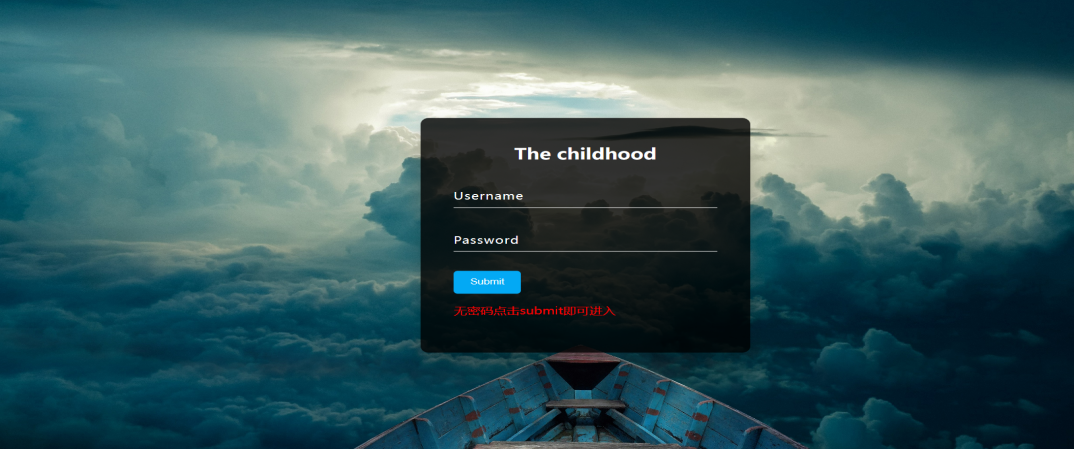 The childhood
Username
Password
Submit
无密码点击submit即可进入